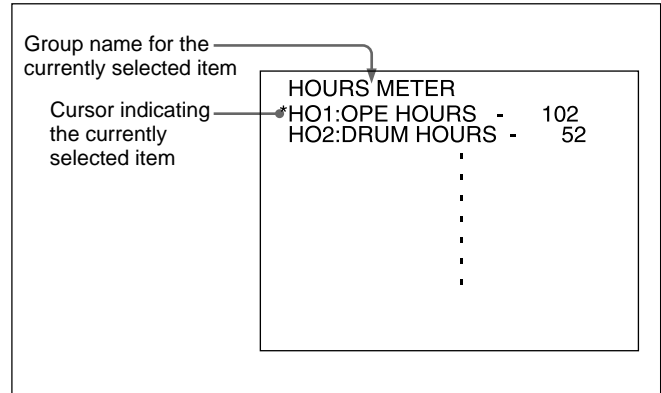 Group name for the
currently selected item
Cursor indicating
the currently
selected item
HOURS METER
*HO1:OPE HOURS - 102
HO2:DRUM HOURS - 52